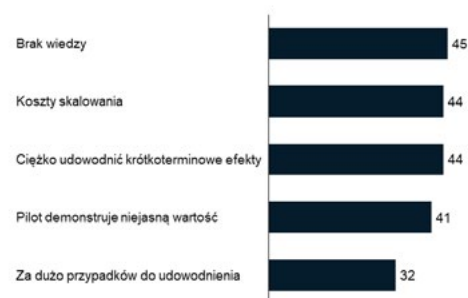 Brak wiedzy 45
Koszty skalowania 44
Ciężko udowodnić krótkoterminowe efekty 44
Pilot demonstruje niejasną wartość 41
Za dużo przypadków do udowodnienia 32